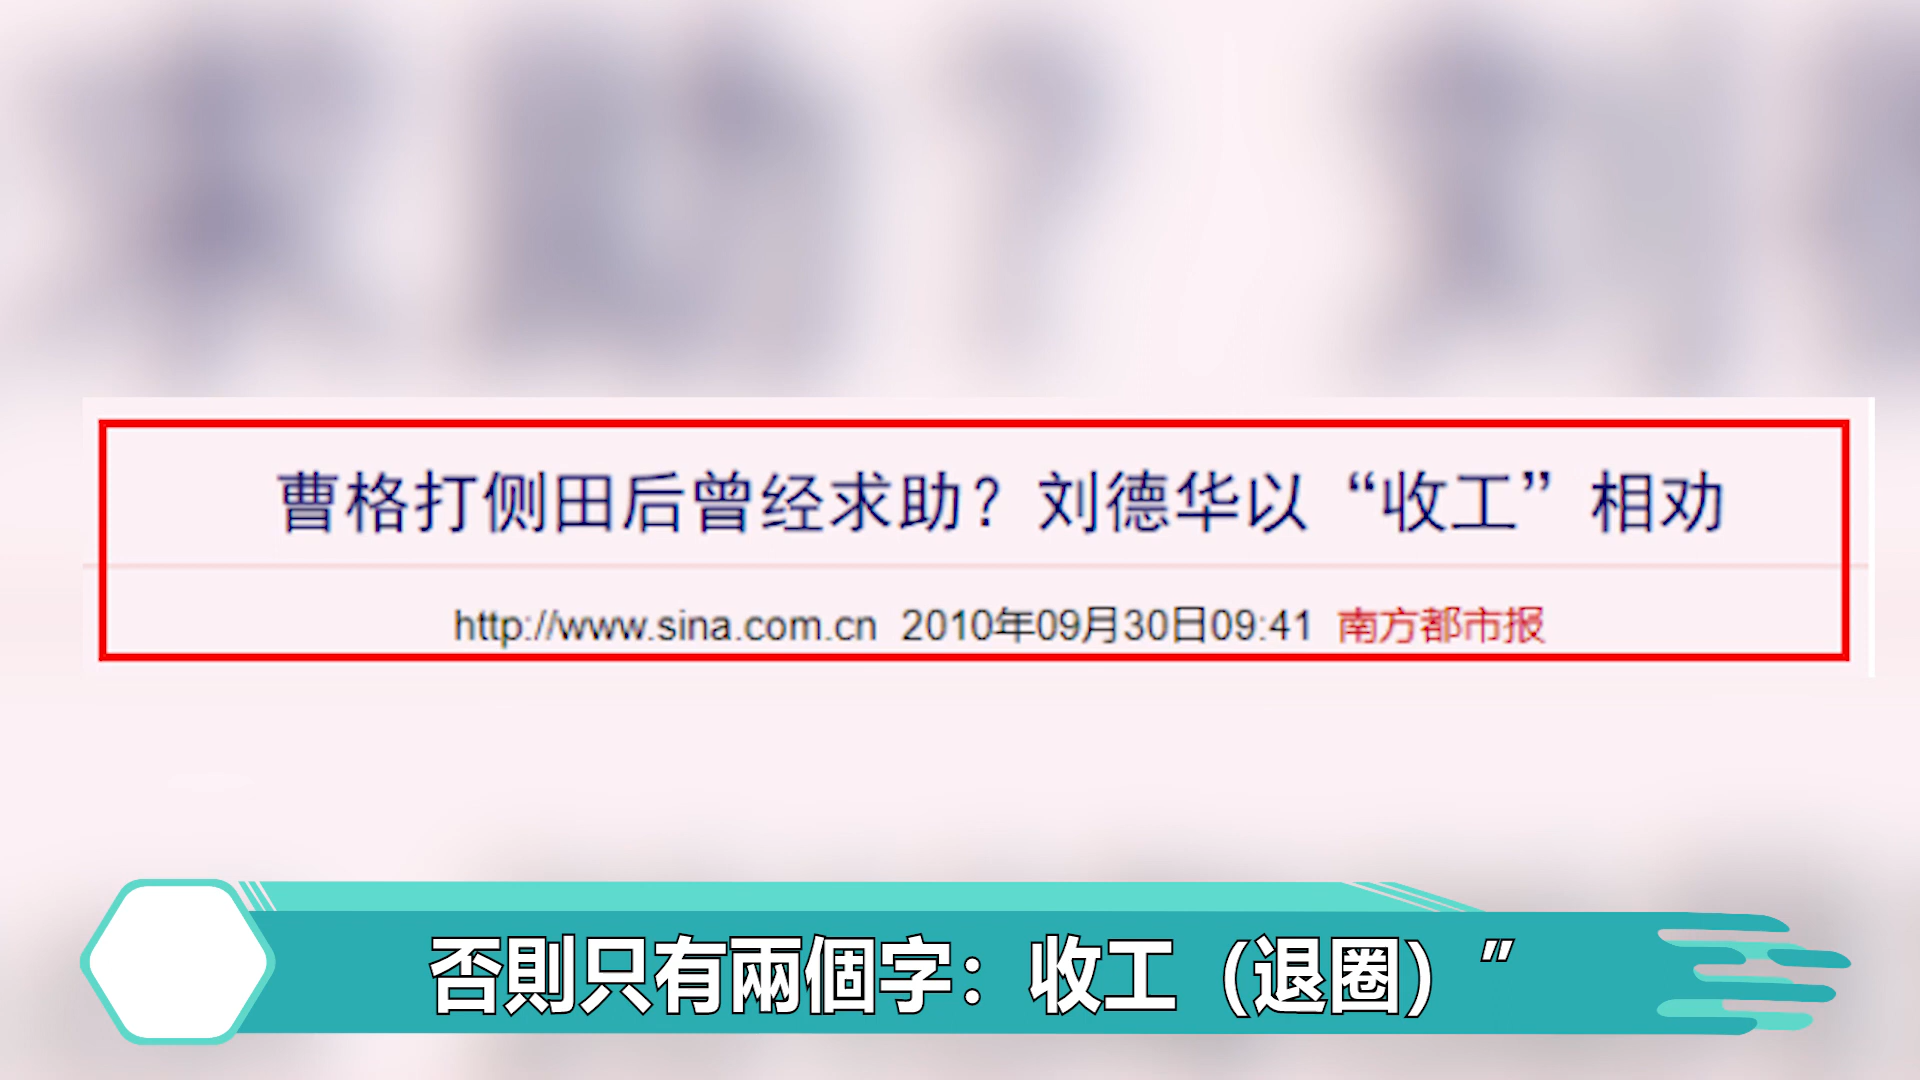 曹格打侧田后曾经求助？刘德华以“收工”相劝
http://www.sina.com.cn 2010年09月30日09:41 南方都市报
否則只有兩個字：收工（退圈）”